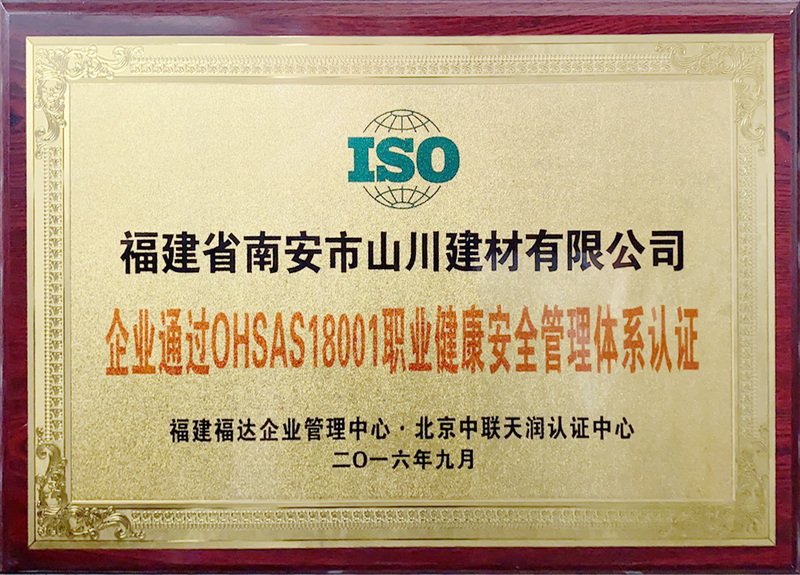 ISO
福建省南安市山川建材有限公司
企业通过OHSAS18001职业健康安全管理体系认证
福建福达企业管理中心·北京中联天润认证中心
二〇一六年九月